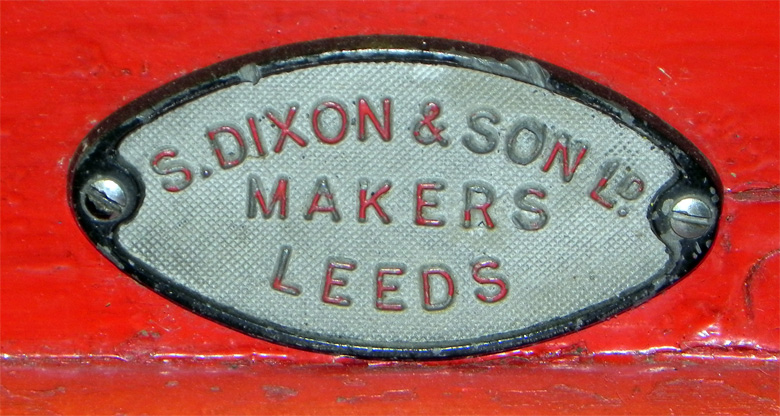 S. DIXON & SON LD.
MAKERS
LEEDS